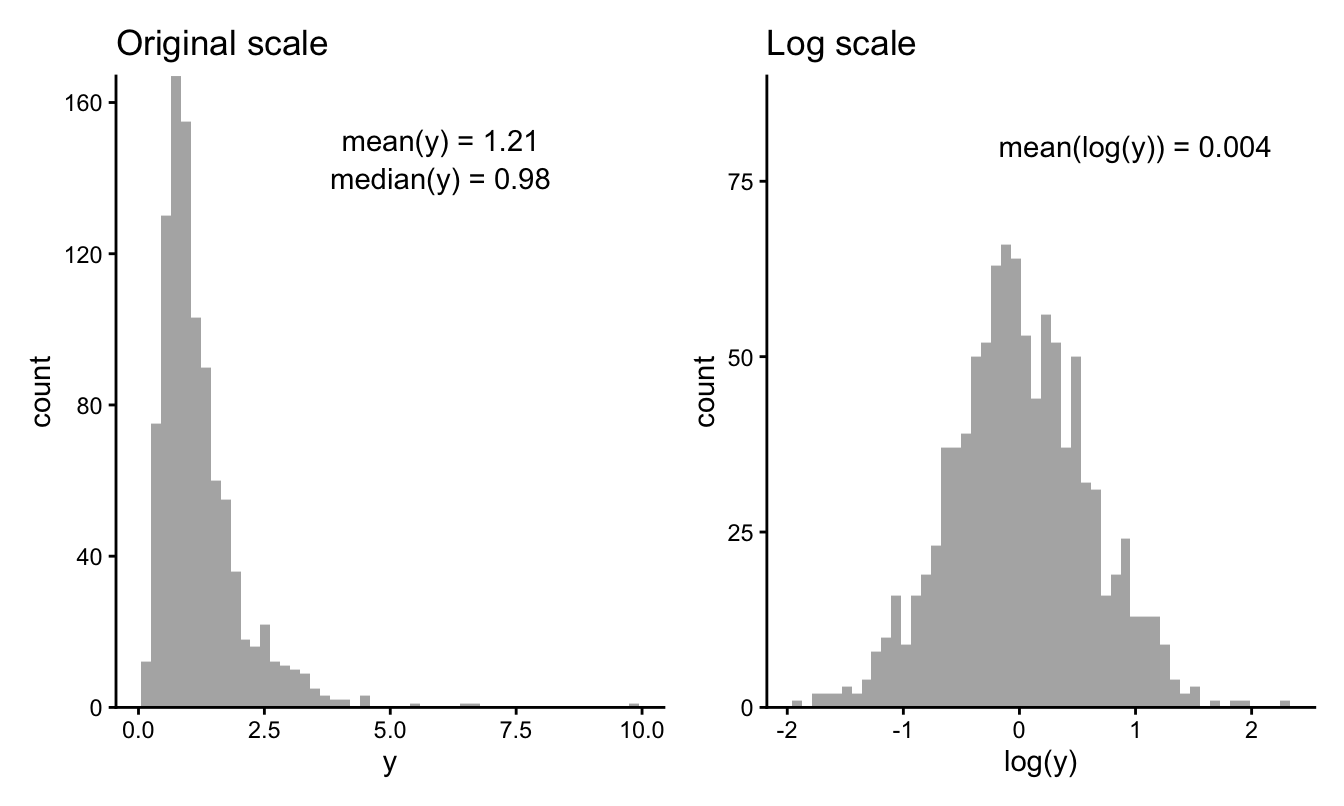 Original scale
160
120
80
40
0
count
mean(y) = 1.21
median(y) = 0.98
0.0 2.5 5.0 7.5 10.0
y
Log scale
75
50
25
0
count
mean(log(y)) = 0.004
-2 -1 0 1 2
log(y)